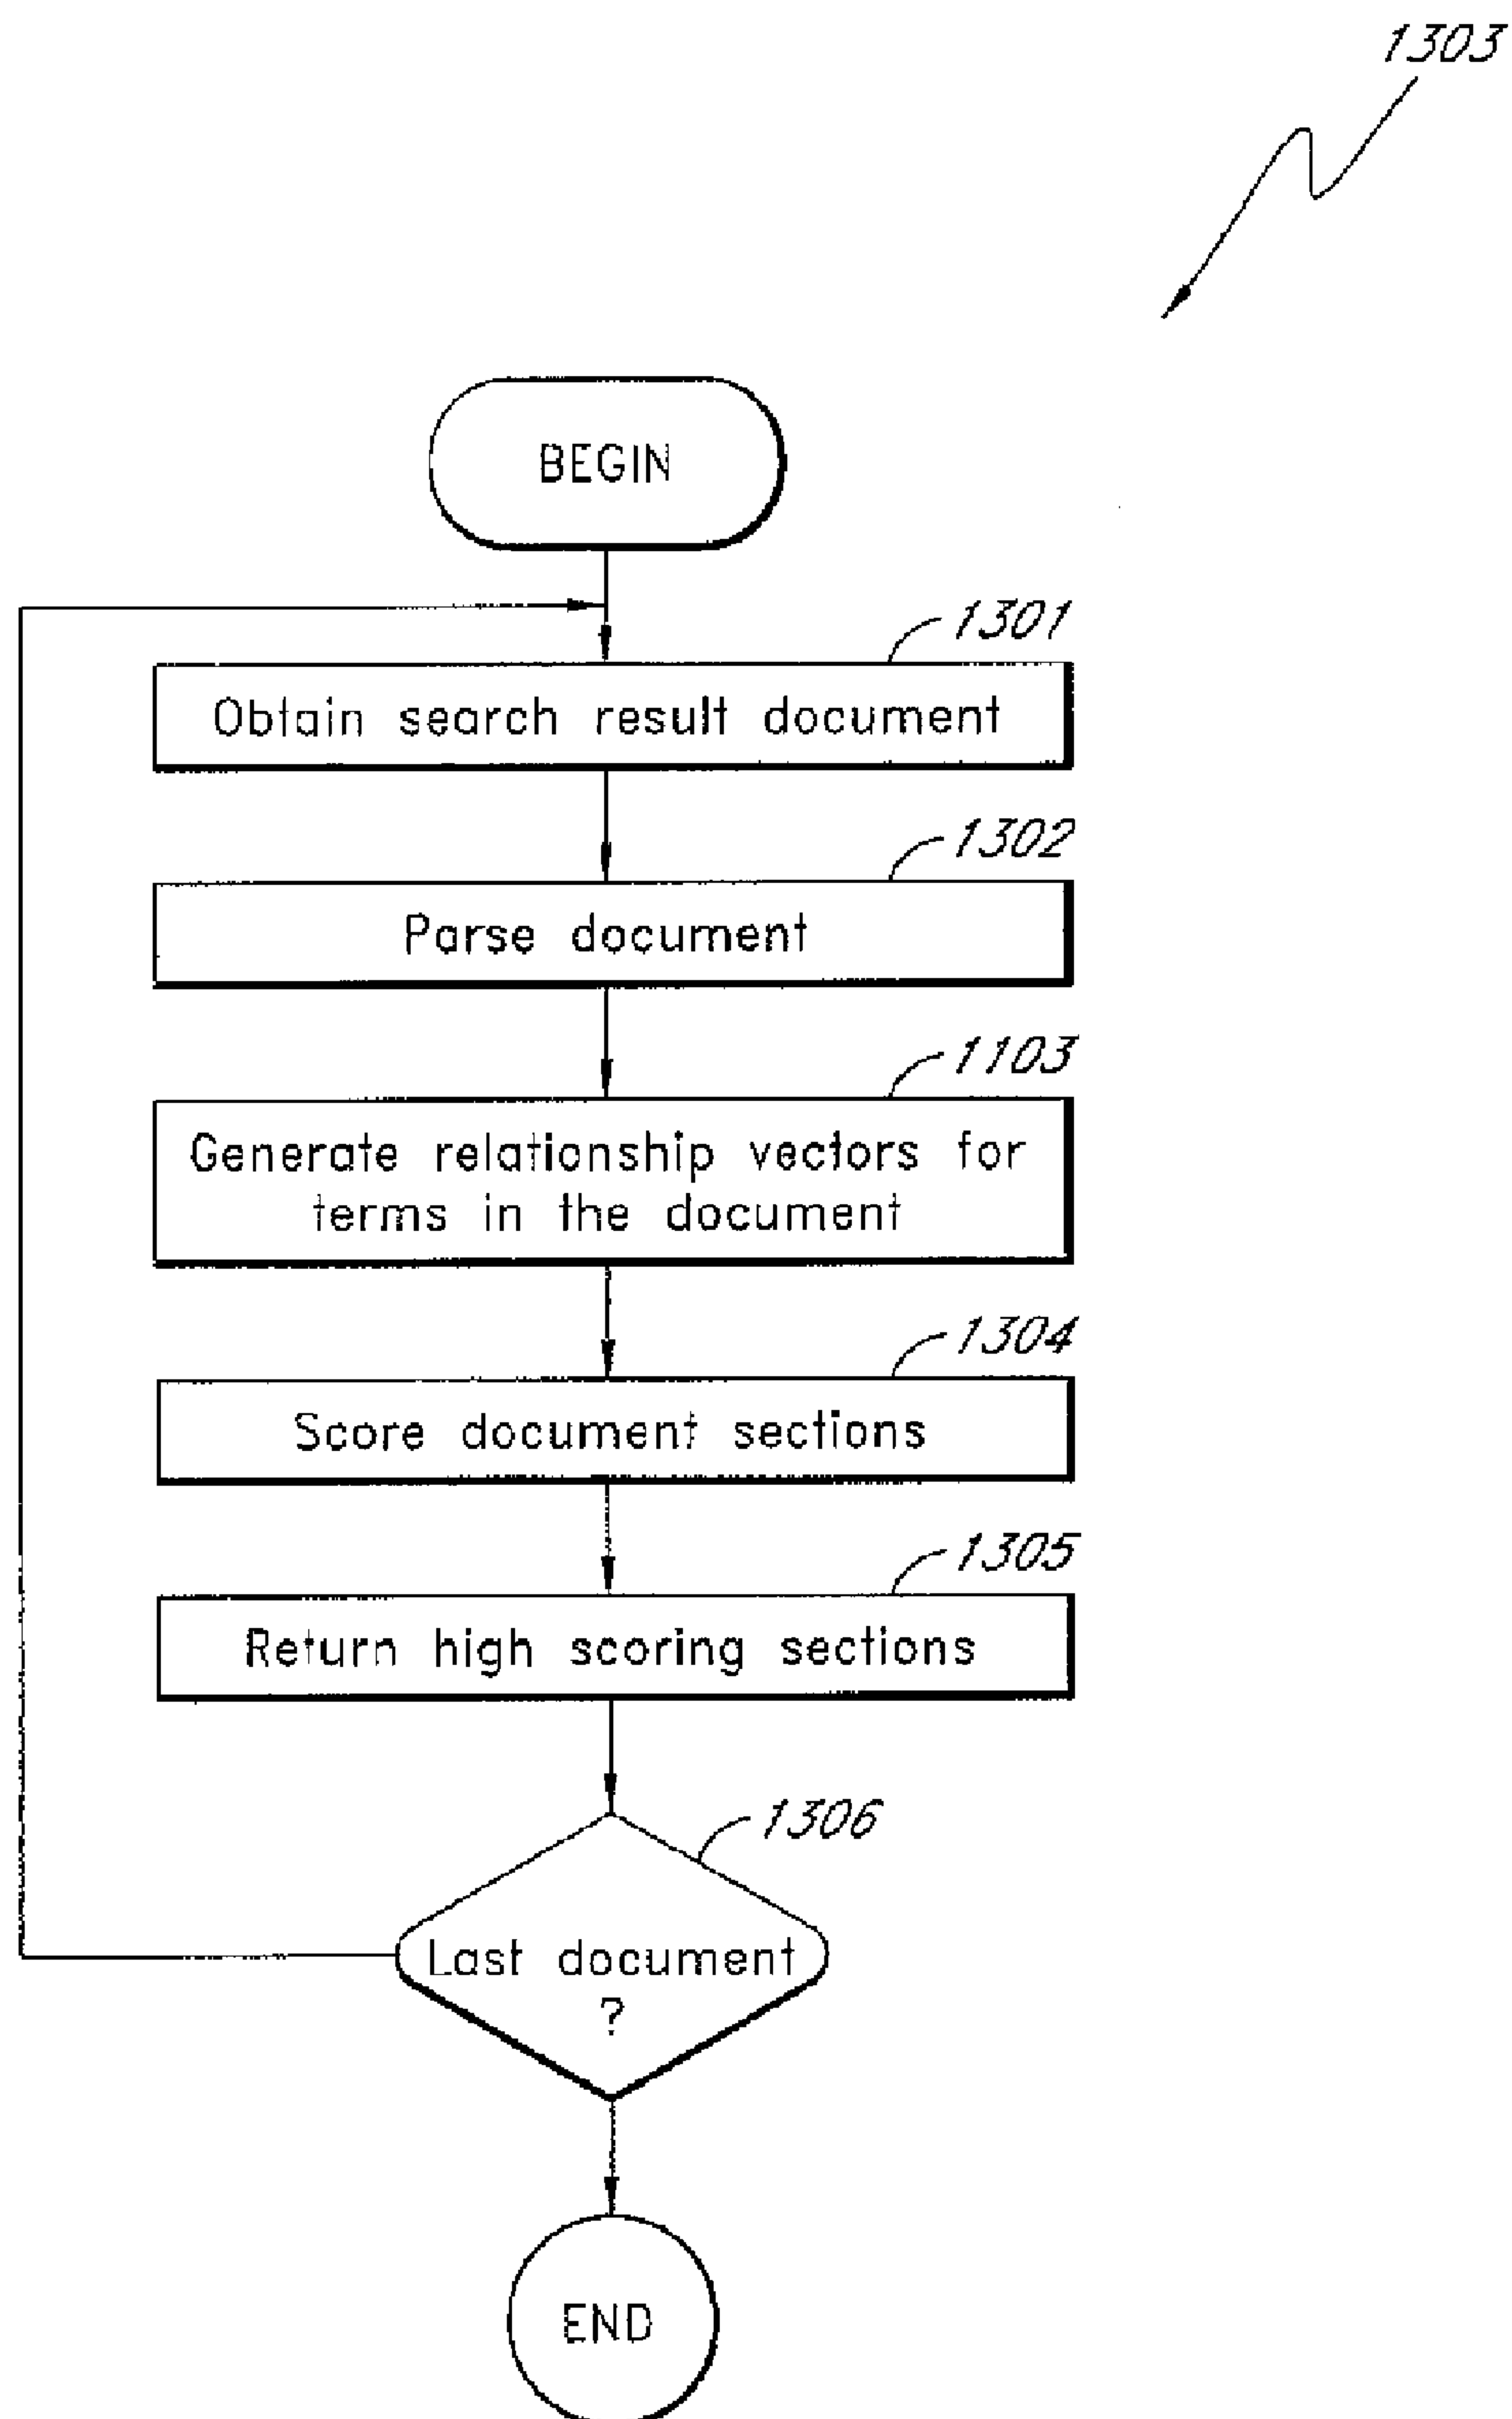 1303
BEGIN
1301
Obtain search result document
1302
Parse document
1103
Generate relationship vectors for
terms in the document
1304
Score document sections
1305
Return high scoring sections
1306
Last document
?
END